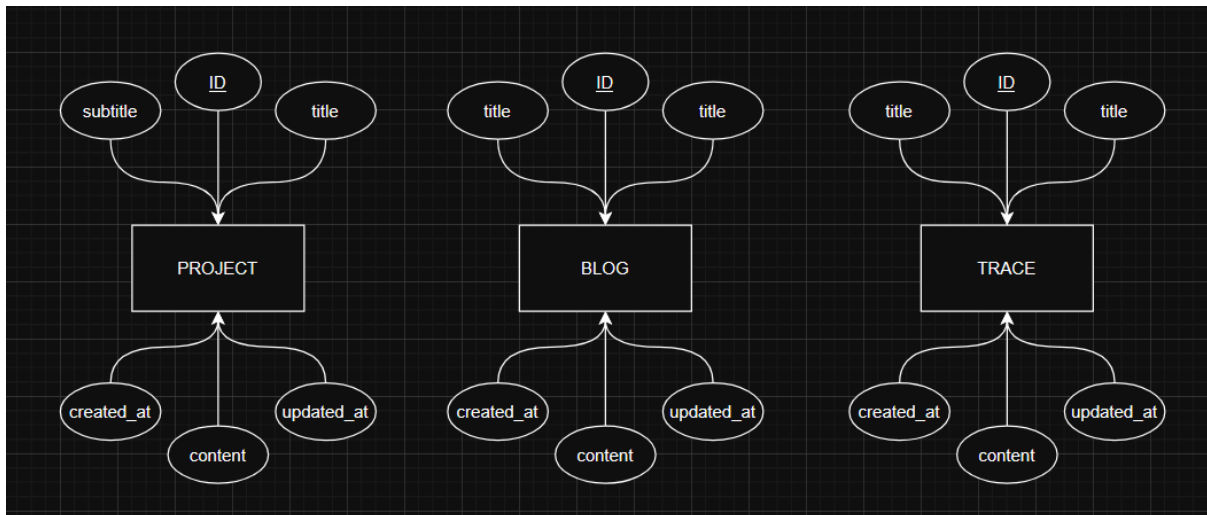 ID
subtitle
title
PROJECT
created_at
updated_at
content
ID
title
title
BLOG
created_at
updated_at
content
ID
title
title
TRACE
created_at
updated_at
content